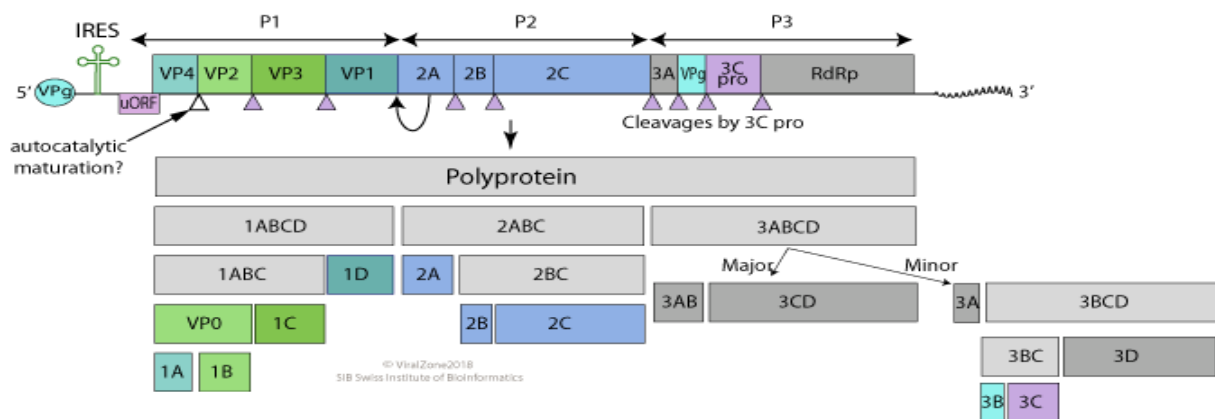 P1 P2 P3
IRES
5′ VPg VP4 VP2 VP3 VP1 2A 2B 2C 3A VPg 3C pro RdRp 3′
uORF
Cleavages by 3C pro
autocatalytic
maturation?
Polyprotein
1ABCD 2ABC 3ABCD
Major Minor
1ABC 1D 2A 2BC
3AB 3CD 3A 3BCD
VP0 1C 2B 2C
3BC 3D
1A 1B
© ViralZone2018
SIB Swiss Institute of Bioinformatics
3B 3C